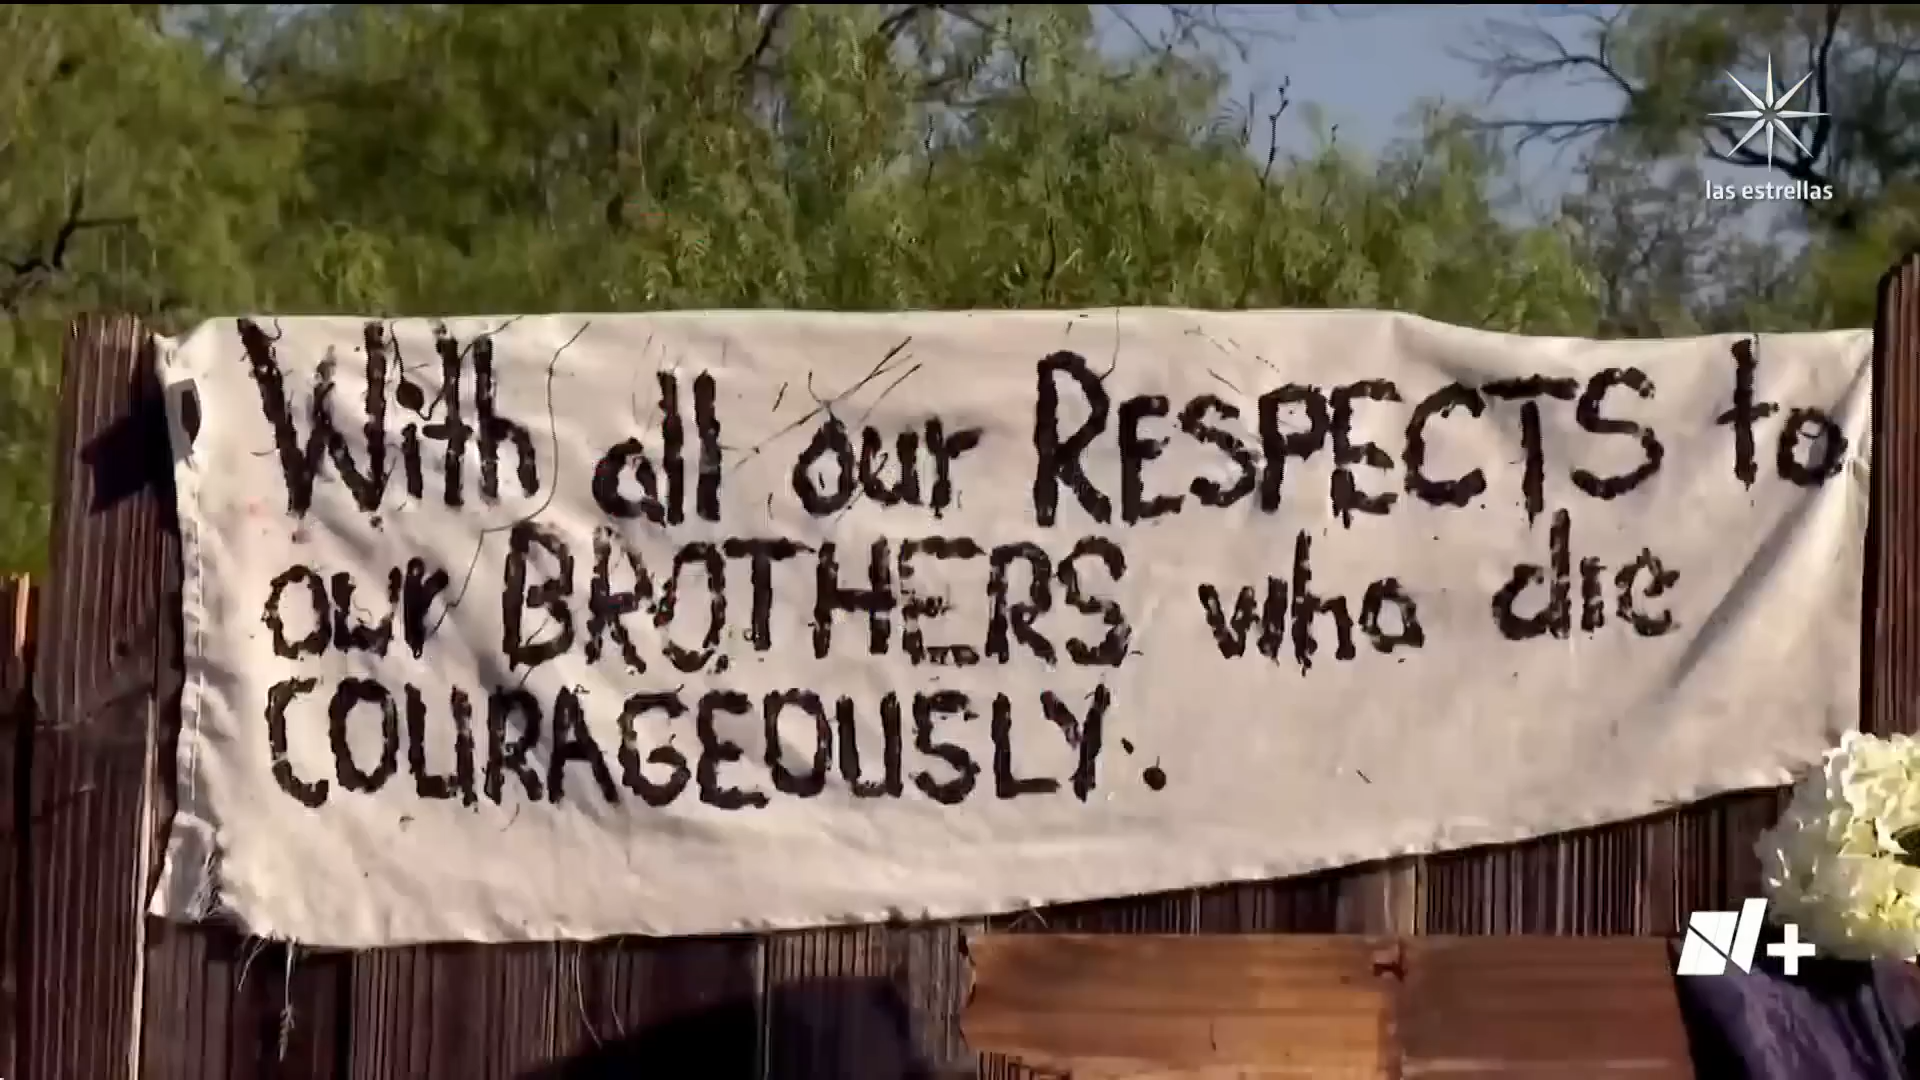 las estrellas
With all our RESPECTS to
our BROTHERS who die
COURAGEOUSLY.
N+